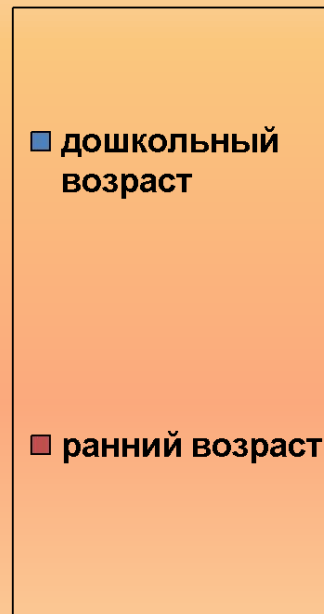 дошкольный
возраст
ранний возраст